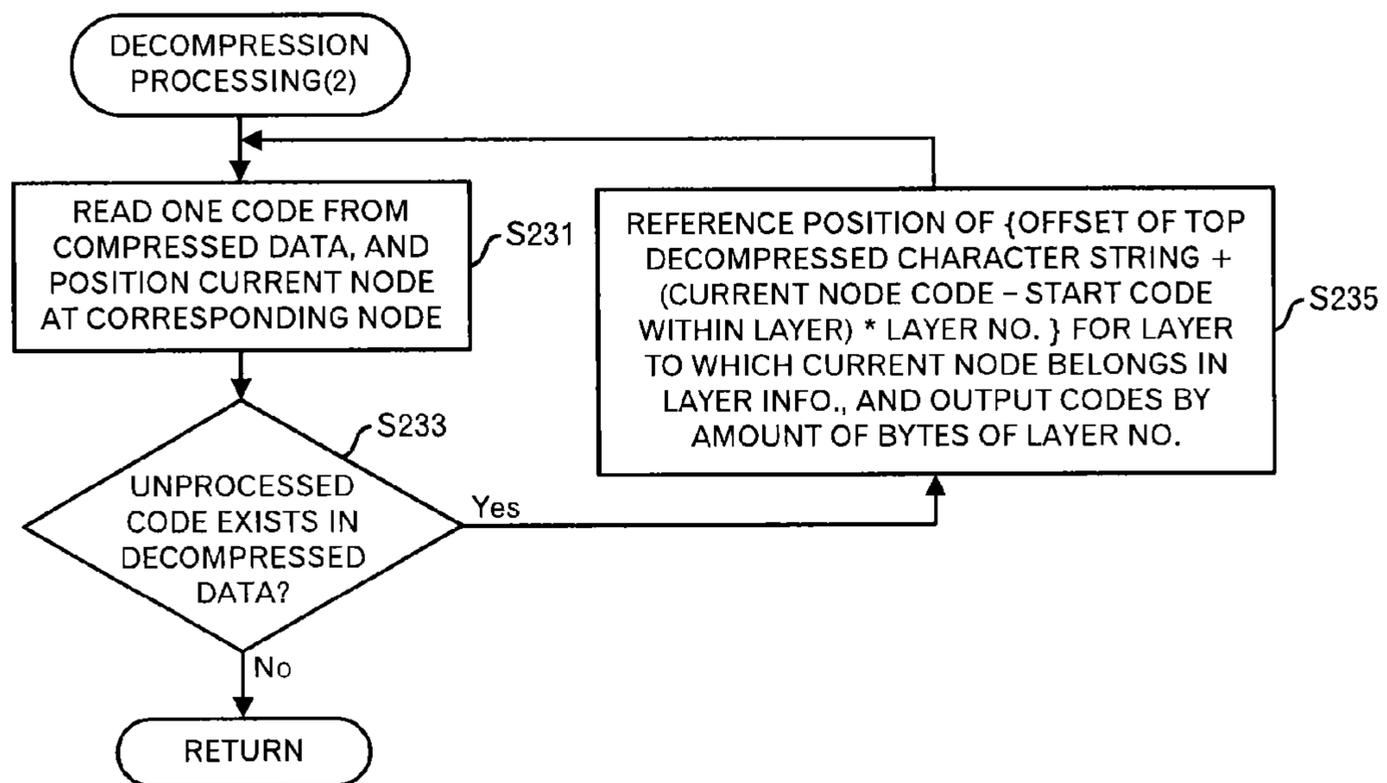 DECOMPRESSION
PROCESSING(2)
READ ONE CODE FROM
COMPRESSED DATA, AND
POSITION CURRENT NODE
AT CORRESPONDING NODE
S231
S233
UNPROCESSED
CODE EXISTS IN
DECOMPRESSED
DATA?
Yes
No
RETURN
REFERENCE POSITION OF {OFFSET OF TOP
DECOMPRESSED CHARACTER STRING +
(CURRENT NODE CODE – START CODE
WITHIN LAYER) * LAYER NO. } FOR LAYER
TO WHICH CURRENT NODE BELONGS IN
LAYER INFO., AND OUTPUT CODES BY
AMOUNT OF BYTES OF LAYER NO.
S235